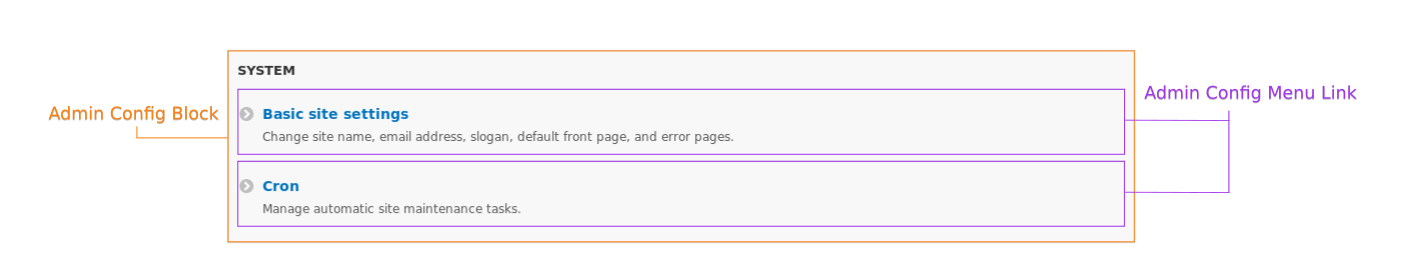 SYSTEM
Admin Config Menu Link
Admin Config Block
Basic site settings
Change site name, email address, slogan, default front page, and error pages.
Cron
Manage automatic site maintenance tasks.